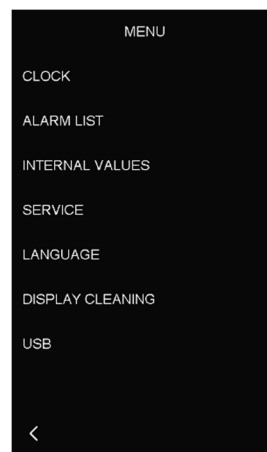 MENU
CLOCK
ALARM LIST
INTERNAL VALUES
SERVICE
LANGUAGE
DISPLAY CLEANING
USB